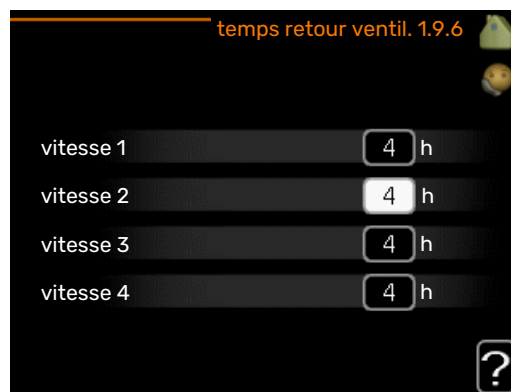 temps retour ventil. 1.9.6
vitesse 1 4 h
vitesse 2 4 h
vitesse 3 4 h
vitesse 4 4 h
?